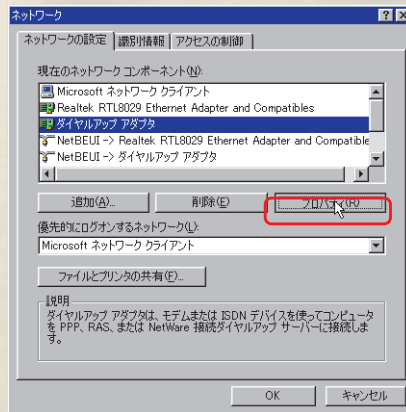 ネットワーク
ネットワークの設定 識別情報 アクセスの制御
現在のネットワーク コンポーネント(N):
Microsoft ネットワーク クライアント
Realtek RTL8029 Ethernet Adapter and Compatibles
ダイヤルアップ アダプタ
NetBEUI -> Realtek RTL8029 Ethernet Adapter and Compatible
NetBEUI -> ダイヤルアップ アダプタ
追加(A)... 削除(E) プロパティ(R)
優先的にログオンするネットワーク(L):
Microsoft ネットワーク クライアント
ファイルとプリンタの共有(F)...
説明
ダイヤルアップ アダプタは、モデムまたは ISDN デバイスを使ってコンピュータ
を PPP、RAS、または NetWare 接続ダイヤルアップ サーバーに接続しま
す。
OK キャンセル